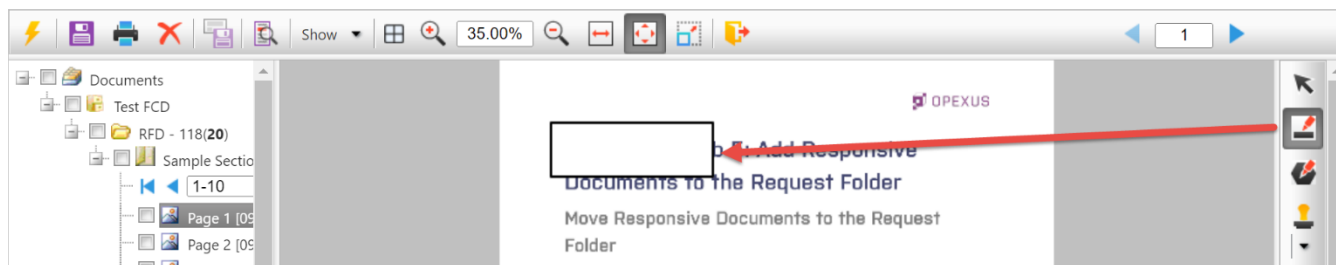 Show
35.00%
1
Documents
Test FCD
RFD - 118(20)
Sample Sectio
1-10
Page 1 [09
Page 2 [09
OPEXUS
b 5: Add Responsive
Documents to the Request Folder
Move Responsive Documents to the Request
Folder